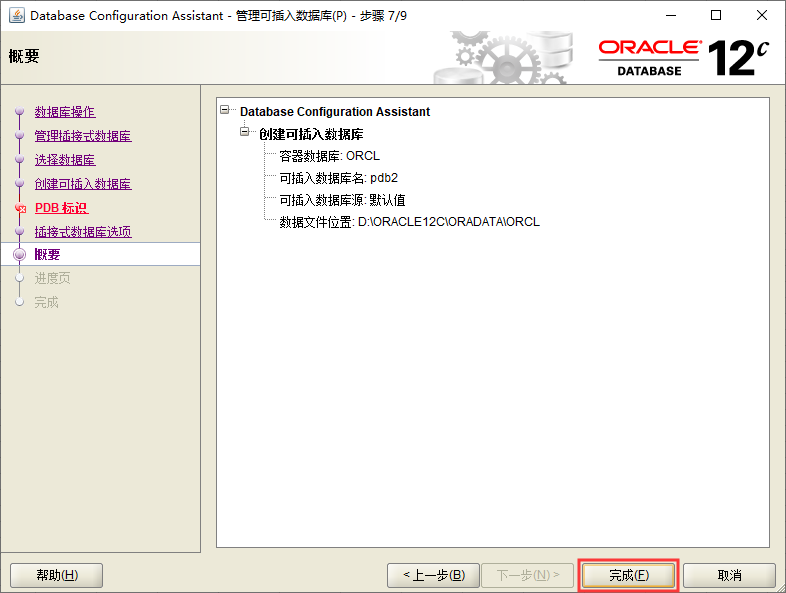 Database Configuration Assistant - 管理可插入数据库(P) - 步骤 7/9
概要
ORACLE
DATABASE
12c
数据库操作
管理插接式数据库
选择数据库
创建可插入数据库
PDB 标识
插接式数据库选项
概要
进度页
完成
Database Configuration Assistant
创建可插入数据库
容器数据库: ORCL
可插入数据库名: pdb2
可插入数据库源: 默认值
数据文件位置: D:\ORACLE12C\ORADATA\ORCL
帮助(H)
<上一步(B)
下一步(N)>
完成(F)
取消